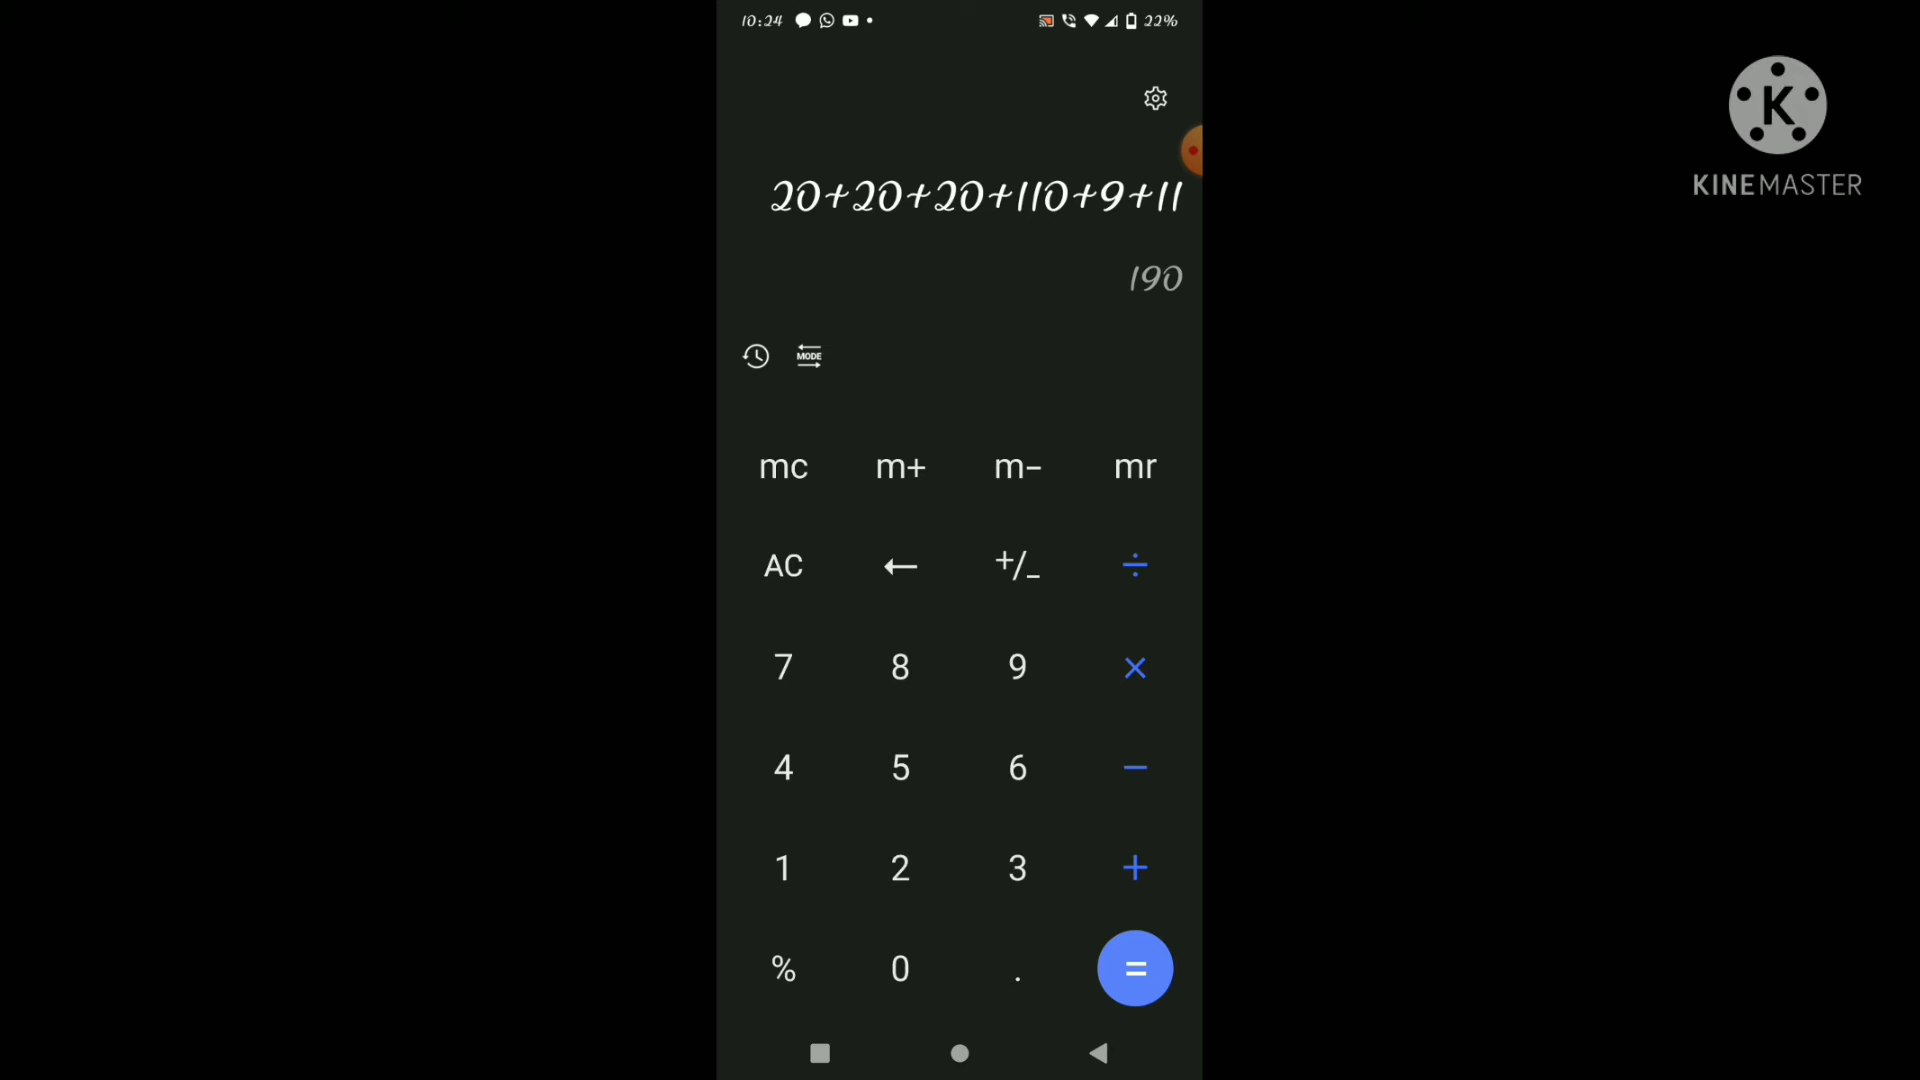 10:24 22%
K
KINEMASTER
20+20+20+110+9+11
190
MODE
mc m+ m− mr
AC ← +/− ÷
7 8 9 ×
4 5 6 −
1 2 3 +
% 0 . =